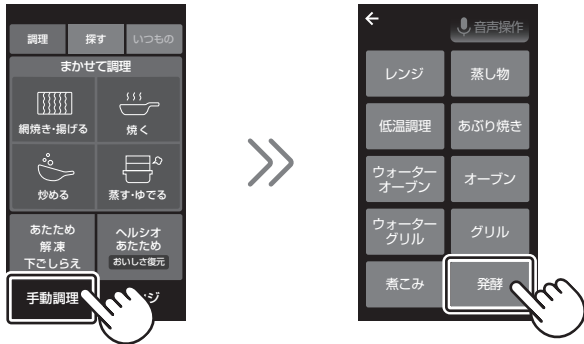 調理
探す
いつもの
まかせて調理
網焼き・揚げる
焼く
炒める
蒸す・ゆでる
あたため
解凍
下ごしらえ
ヘルシオ
あたため
おいしさ復元
手動調理
ンジ
音声操作
レンジ
蒸し物
低温調理
あぶり焼き
ウォーター
オーブン
オーブン
ウォーター
グリル
グリル
煮こみ
発酵